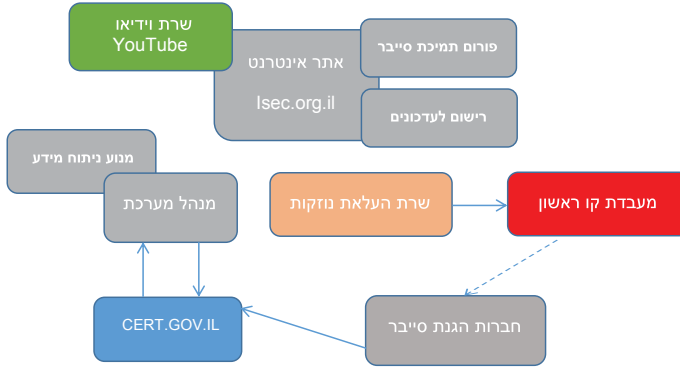 שרת וידיאו
YouTube
אתר אינטרנט
Isec.org.il
פורום תמיכת סייבר
רישום לעדכונים
מנוע ניתוח מידע
מנהל מערכת
שרת העלאת נוזקות
מעבדת קו ראשון
CERT.GOV.IL
חברות הגנת סייבר